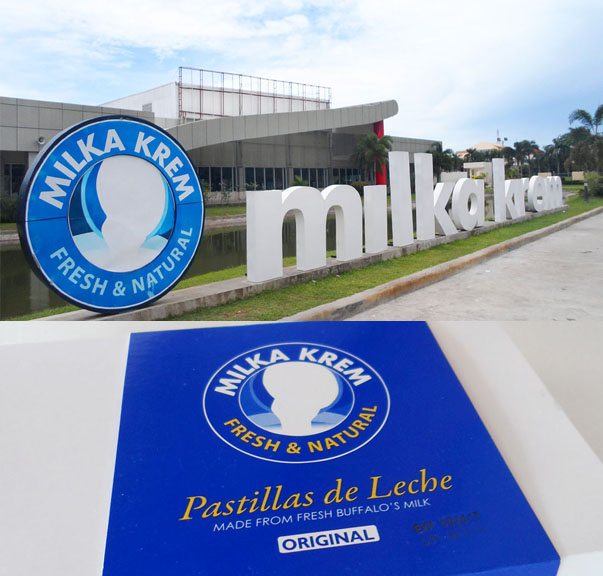 MILKA KREM
FRESH & NATURAL
milka krem
MILKA KREM
FRESH & NATURAL
Pastillas de Leche
MADE FROM FRESH BUFFALO'S MILK
ORIGINAL